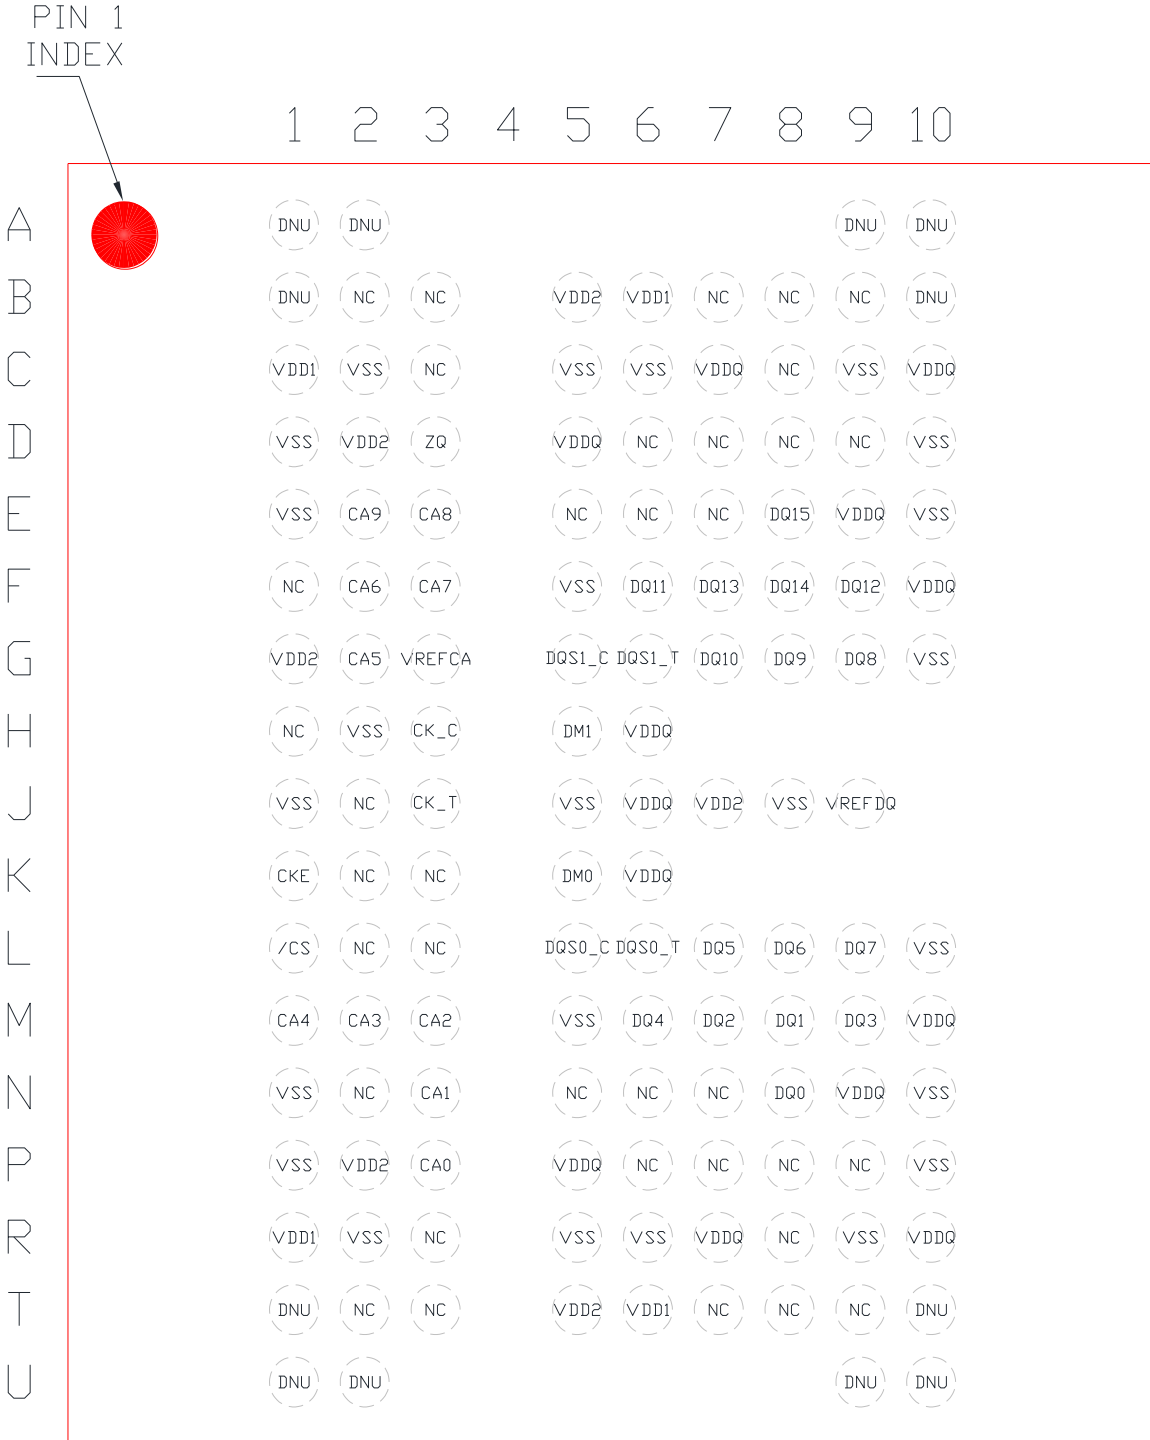 PIN 1
INDEX
1 2 3 4 5 6 7 8 9 10
A DNU DNU DNU DNU
B DNU NC NC VDD2 VDD1 NC NC NC DNU
C VDD1 VSS NC VSS VSS VDDQ NC VSS VDDQ
D VSS VDD2 ZQ VDDQ NC NC NC NC VSS
E VSS CA9 CA8 NC NC NC DQ15 VDDQ VSS
F NC CA6 CA7 VSS DQ11 DQ13 DQ14 DQ12 VDDQ
G VDD2 CA5 VREFCA DQS1_C DQS1_T DQ10 DQ9 DQ8 VSS
H NC VSS CK_C DM1 VDDQ
J VSS NC CK_T VSS VDDQ VDD2 VSS VREFDQ
K CKE NC NC DM0 VDDQ
L /CS NC NC DQS0_C DQS0_T DQ5 DQ6 DQ7 VSS
M CA4 CA3 CA2 VSS DQ4 DQ2 DQ1 DQ3 VDDQ
N VSS NC CA1 NC NC NC DQ0 VDDQ VSS
P VSS VDD2 CA0 VDDQ NC NC NC NC VSS
R VDD1 VSS NC VSS VSS VDDQ NC VSS VDDQ
T DNU NC NC VDD2 VDD1 NC NC NC DNU
U DNU DNU DNU DNU